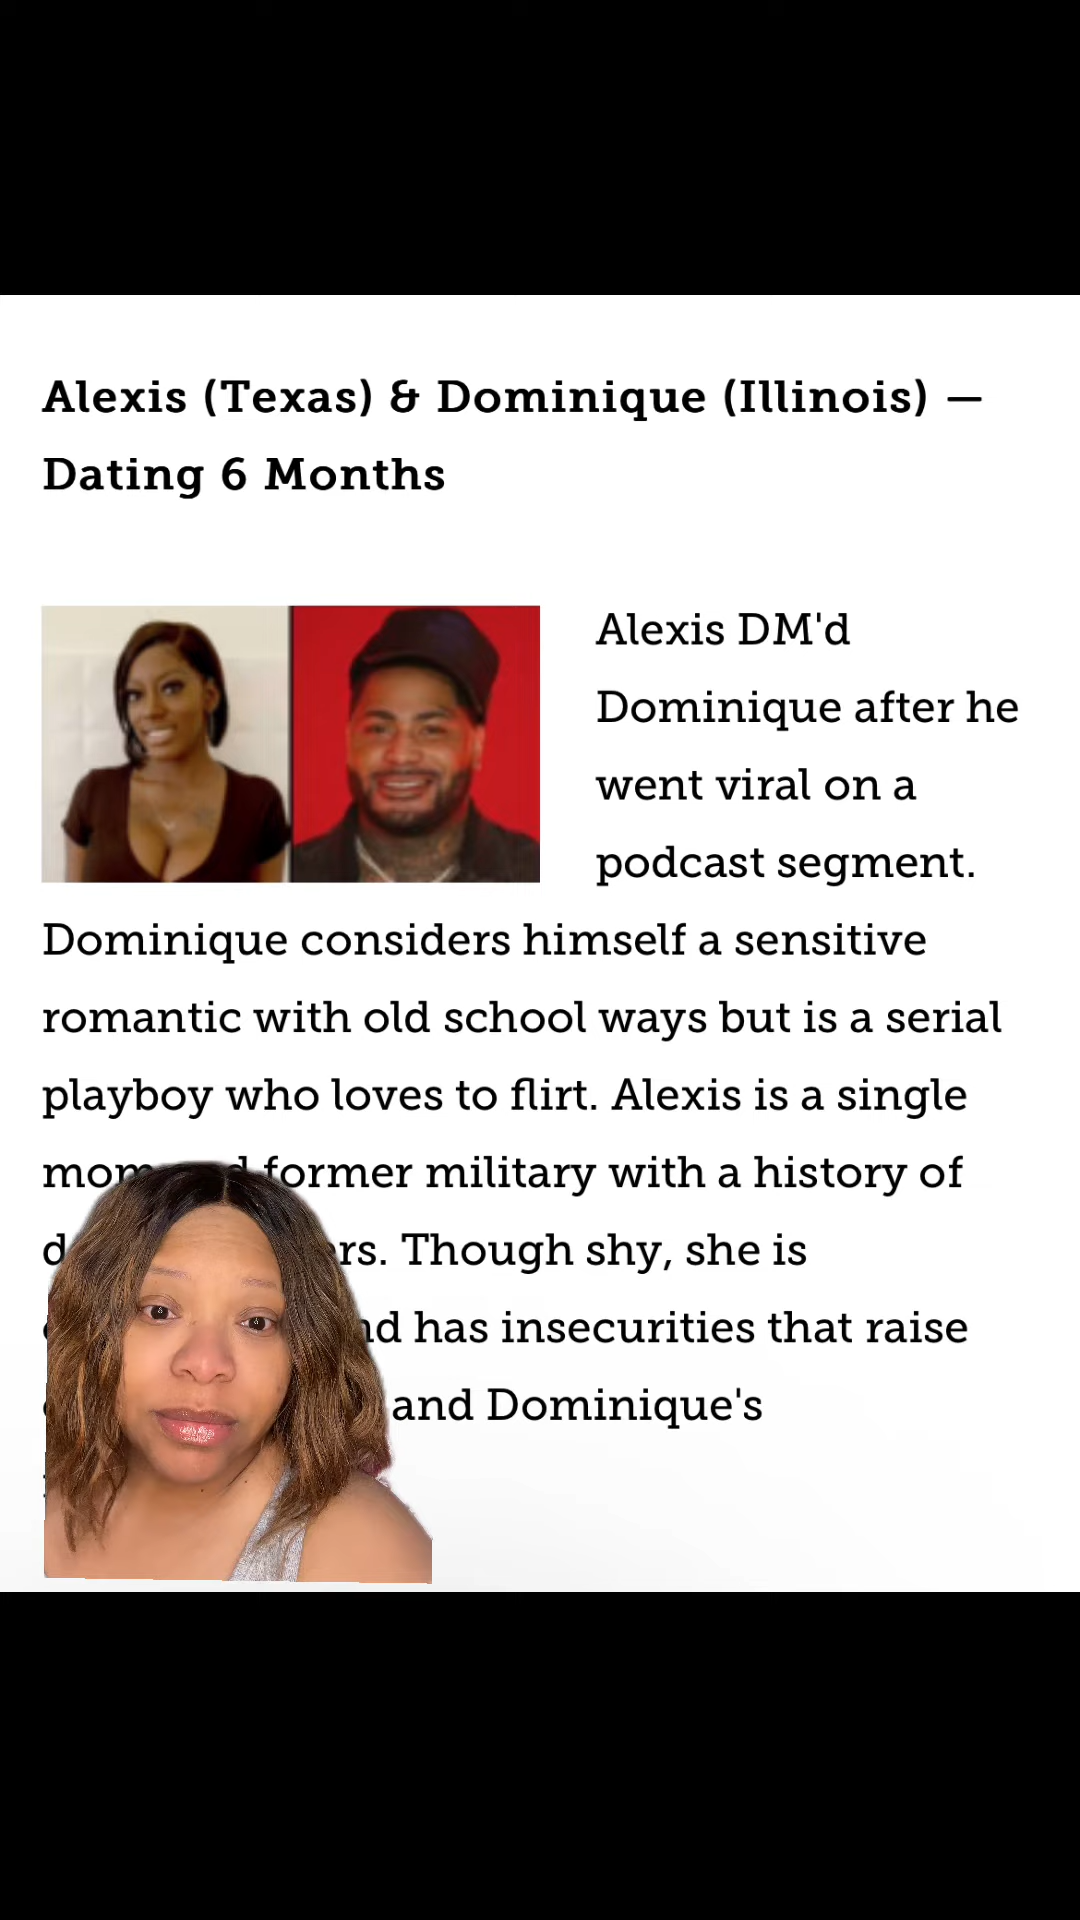 Alexis (Texas) & Dominique (Illinois) —
Dating 6 Months
Alexis DM'd
Dominique after he
went viral on a
podcast segment.
Dominique considers himself a sensitive
romantic with old school ways but is a serial
playboy who loves to flirt. Alexis is a single
former military with a history of
Though shy, she is
has insecurities that raise
and Dominique's